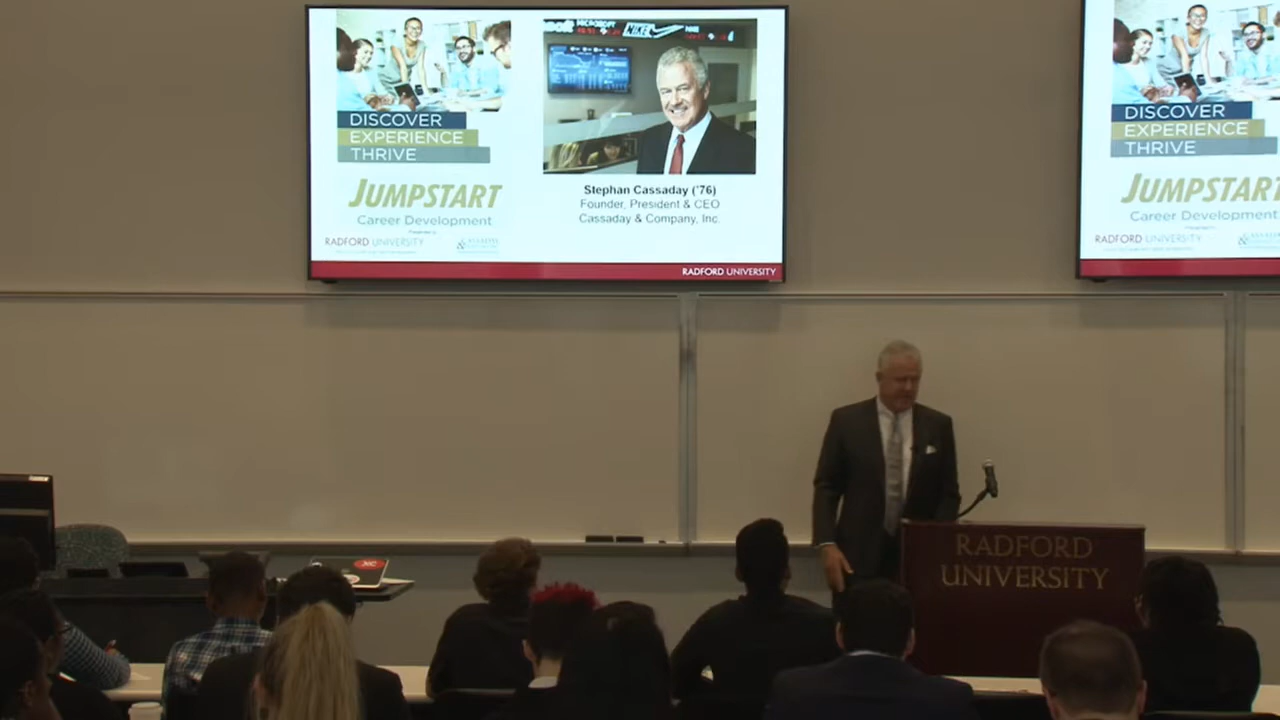 MICROSOFT
NIKE
NIKE
DISCOVER
EXPERIENCE
THRIVE
JUMPSTART
Career Development
RADFORD UNIVERSITY
Stephan Cassaday ('76)
Founder, President & CEO
Cassaday & Company, Inc.
RADFORD UNIVERSITY
DISCOVER
EXPERIENCE
THRIVE
JUMPSTART
Career Development
RADFORD UNIVERSITY
RADFORD
UNIVERSITY